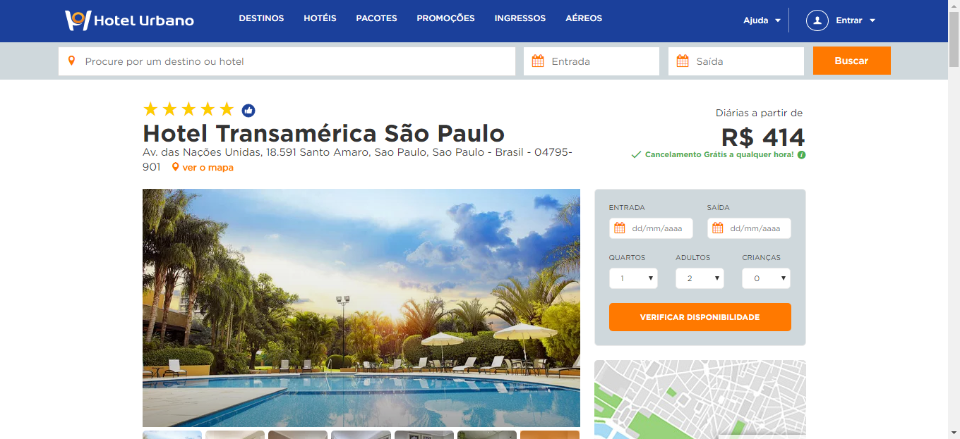 Hotel Urbano
DESTINOS HOTÉIS PACOTES PROMOÇÕES INGRESSOS AÉREOS
Ajuda Entrar
Procure por um destino ou hotel Entrada Saída Buscar
Hotel Transamérica São Paulo
Av. das Nações Unidas, 18.591 Santo Amaro, Sao Paulo, Sao Paulo - Brasil - 04795-
901 ver o mapa
Diárias a partir de
R$ 414
Cancelamento Grátis a qualquer hora!
ENTRADA SAÍDA
dd/mm/aaaa dd/mm/aaaa
QUARTOS ADULTOS CRIANÇAS
1 2 0
VERIFICAR DISPONIBILIDADE